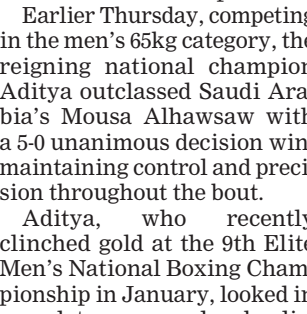 Earlier Thursday, competing
in the men's 65kg category, the
reigning national champion
Aditya outclassed Saudi Ara
bia's Mousa Alhawsaw with
a 5-0 unanimous decision win
maintaining control and preci
sion throughout the bout.
Aditya, who recently
clinched gold at the 9th Elite
Men's National Boxing Cham
pionship in January, looked in